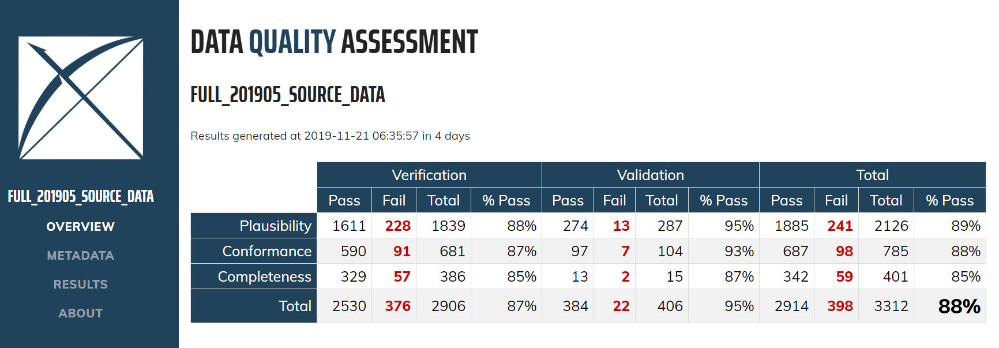 FULL_201905_SOURCE_DATA
OVERVIEW
METADATA
RESULTS
ABOUT
DATA QUALITY ASSESSMENT
FULL_201905_SOURCE_DATA
Results generated at 2019-11-21 06:35:57 in 4 days
Verification Validation Total
Pass Fail Total % Pass Pass Fail Total % Pass Pass Fail Total % Pass
Plausibility 1611 228 1839 88% 274 13 287 95% 1885 241 2126 89%
Conformance 590 91 681 87% 97 7 104 93% 687 98 785 88%
Completeness 329 57 386 85% 13 2 15 87% 342 59 401 85%
Total 2530 376 2906 87% 384 22 406 95% 2914 398 3312 88%